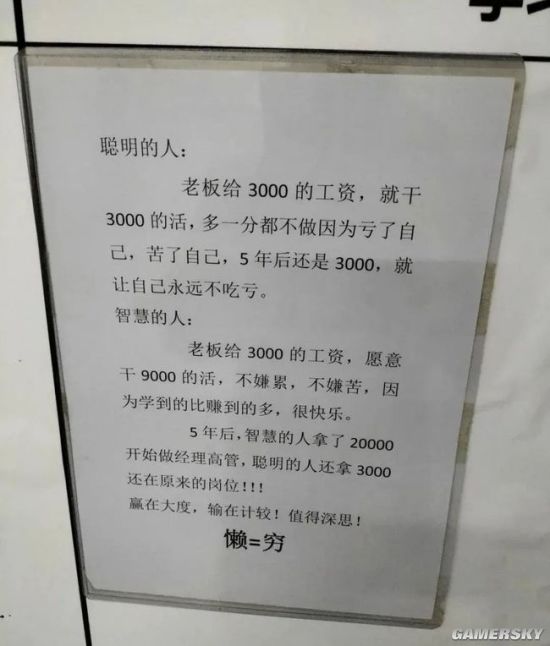 聪明的人：
老板给 3000 的工资，就干
3000 的活，多一分都不做因为亏了自
己，苦了自己，5 年后还是 3000，就
让自己永远不吃亏。
智慧的人：
老板给 3000 的工资，愿意
干 9000 的活，不嫌累，不嫌苦，因
为学到的比赚到的多，很快乐。
5 年后，智慧的人拿了 20000
开始做经理高管，聪明的人还拿 3000
还在原来的岗位！！！
赢在大度，输在计较！值得深思！
懒=穷
GAMERSKY